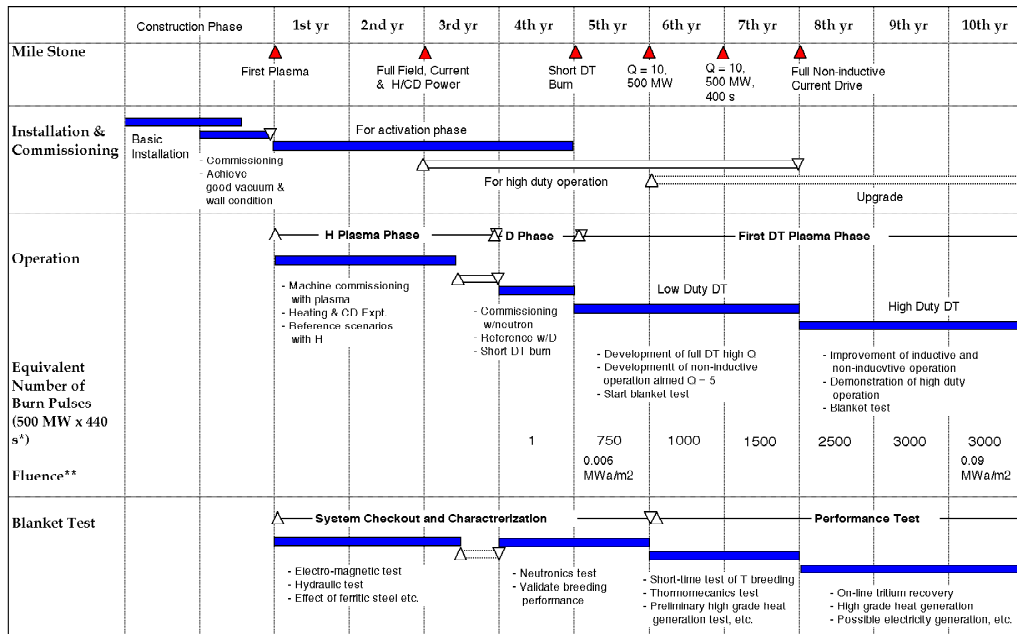 Construction Phase
1st yr
2nd yr
3rd yr
4th yr
5th yr
6th yr
7th yr
8th yr
9th yr
10th yr
Mile Stone
First Plasma
Full Field, Current
& H/CD Power
Short DT
Burn
Q = 10,
500 MW
Q = 10,
500 MW,
400 s
Full Non-inductive
Current Drive
Installation &
Commissioning
Basic
Installation
- Commissioning
- Achieve
good vacuum &
wall condition
For activation phase
For high duty operation
Upgrade
Operation
H Plasma Phase
D Phase
First DT Plasma Phase
- Machine commissioning
with plasma
- Heating & CD Expt.
- Reference scenarios
with H
- Commissioning
w/neutron
- Reference w/D
- Short DT burn
Low Duty DT
- Development of full DT high Q
- Developmentt of non-inductive
operation aimed Q = 5
- Start blanket test
High Duty DT
- Improvement of inductive and
non-inducvtive operation
- Demonstration of high duty
operation
- Blanket test
Equivalent
Number of
Burn Pulses
(500 MW x 440
s*)
1
750
1000
1500
2500
3000
3000
Fluence**
0.006
MWa/m2
0.09
MWa/m2
Blanket Test
System Checkout and Charactrerization
Performance Test
- Electro-magnetic test
- Hydraulic test
- Effect of ferritic steel etc.
- Neutronics test
- Validate breeding
performance
- Short-time test of T breeding
- Thormomecanics test
- Preliminary high grade heat
generation test, etc.
- On-line tritium recovery
- High grade heat generation
- Possible electricity generation, etc.